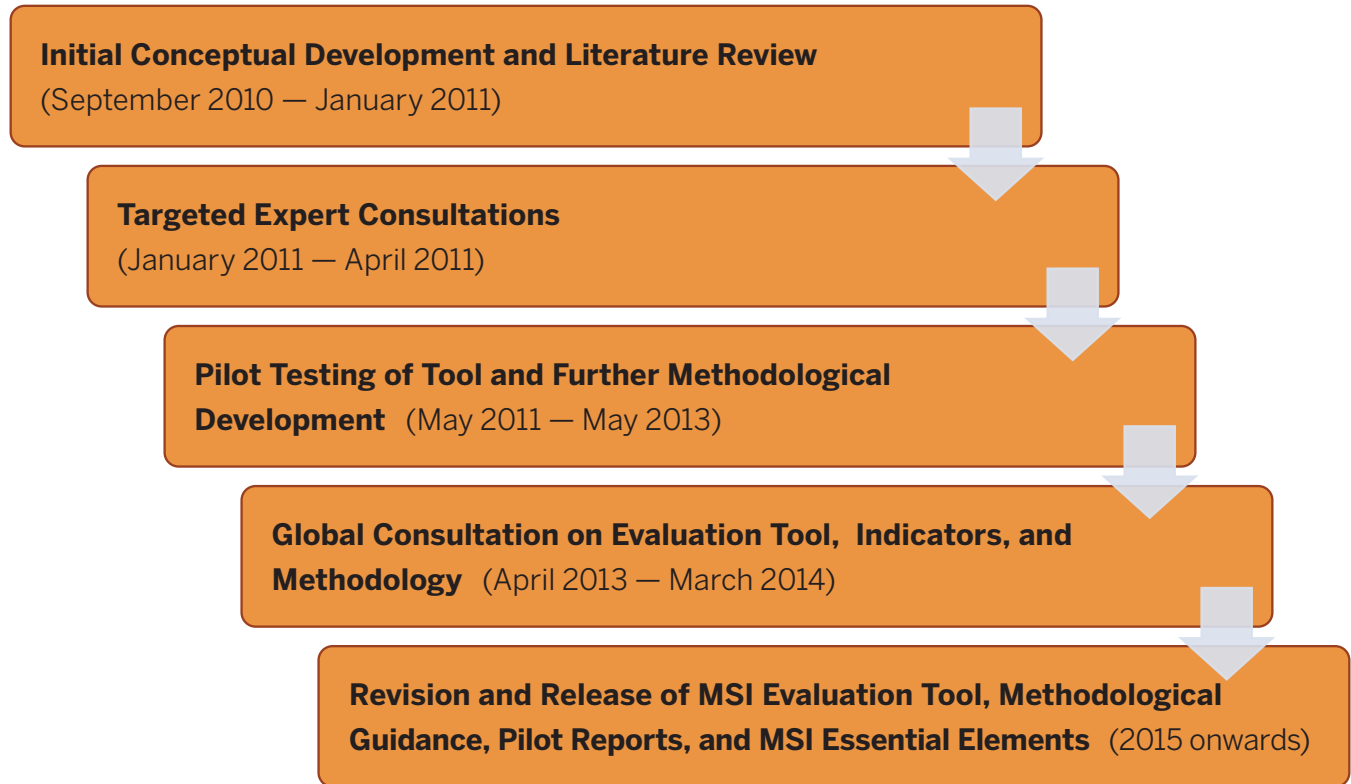 Initial Conceptual Development and Literature Review
(September 2010 — January 2011)
Targeted Expert Consultations
(January 2011 — April 2011)
Pilot Testing of Tool and Further Methodological
Development (May 2011 — May 2013)
Global Consultation on Evaluation Tool, Indicators, and
Methodology (April 2013 — March 2014)
Revision and Release of MSI Evaluation Tool, Methodological
Guidance, Pilot Reports, and MSI Essential Elements (2015 onwards)